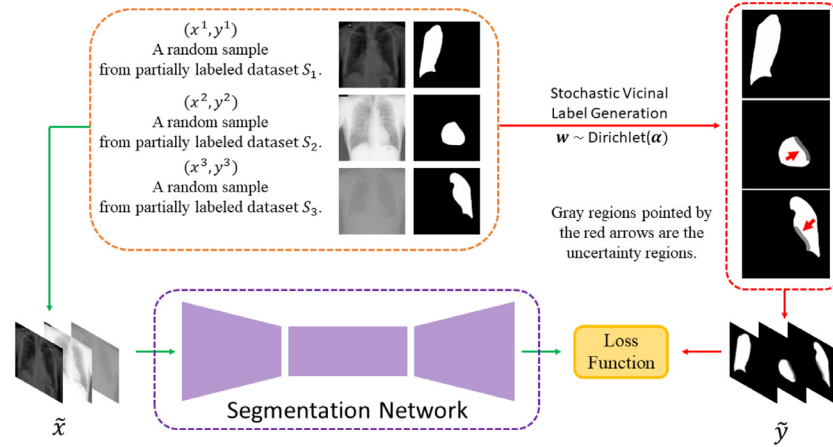 (x¹, y¹)
A random sample
from partially labeled dataset S₁.
(x², y²)
A random sample
from partially labeled dataset S₂.
(x³, y³)
A random sample
from partially labeled dataset S₃.
Stochastic Vicinal
Label Generation
w ~ Dirichlet(α)
Gray regions pointed by
the red arrows are the
uncertainty regions.
Loss
Function
Segmentation Network
x̃
ỹ